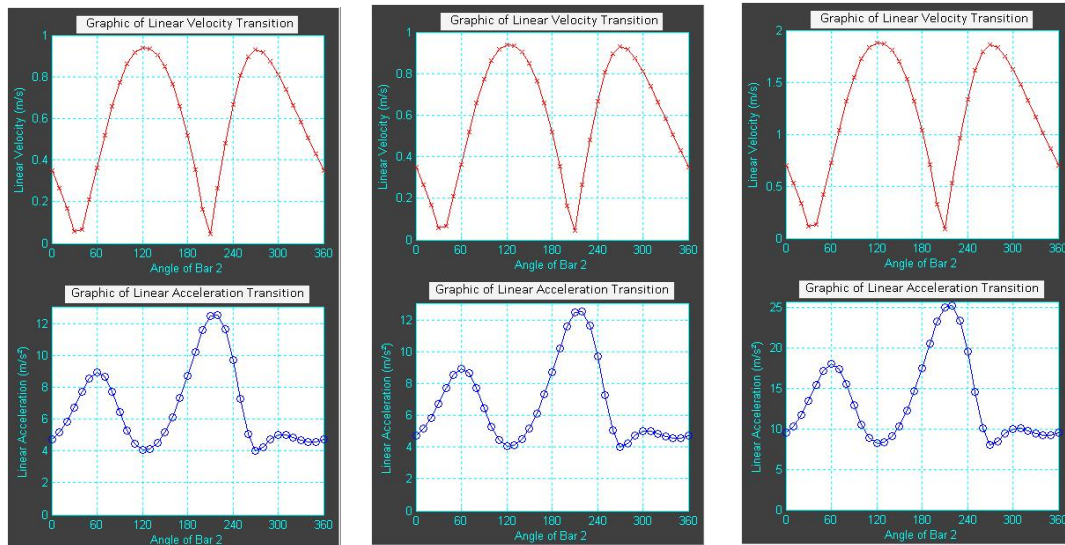 Graphic of Linear Velocity Transition
1
0.8
0.6
0.4
0.2
0
Linear Velocity (m/s)
0 60 120 180 240 300 360
Angle of Bar 2
Graphic of Linear Acceleration Transition
12
10
8
6
4
2
0
Linear Acceleration (m/s²)
0 60 120 180 240 300 360
Angle of Bar 2
Graphic of Linear Velocity Transition
1
0.8
0.6
0.4
0.2
0
Linear Velocity (m/s)
0 60 120 180 240 300 360
Angle of Bar 2
Graphic of Linear Acceleration Transition
12
10
8
6
4
2
0
Linear Acceleration (m/s²)
0 60 120 180 240 300 360
Angle of Bar 2
Graphic of Linear Velocity Transition
2
1.5
1
0.5
0
Linear Velocity (m/s)
0 60 120 180 240 300 360
Angle of Bar 2
Graphic of Linear Acceleration Transition
25
20
15
10
5
0
Linear Acceleration (m/s²)
0 60 120 180 240 300 360
Angle of Bar 2